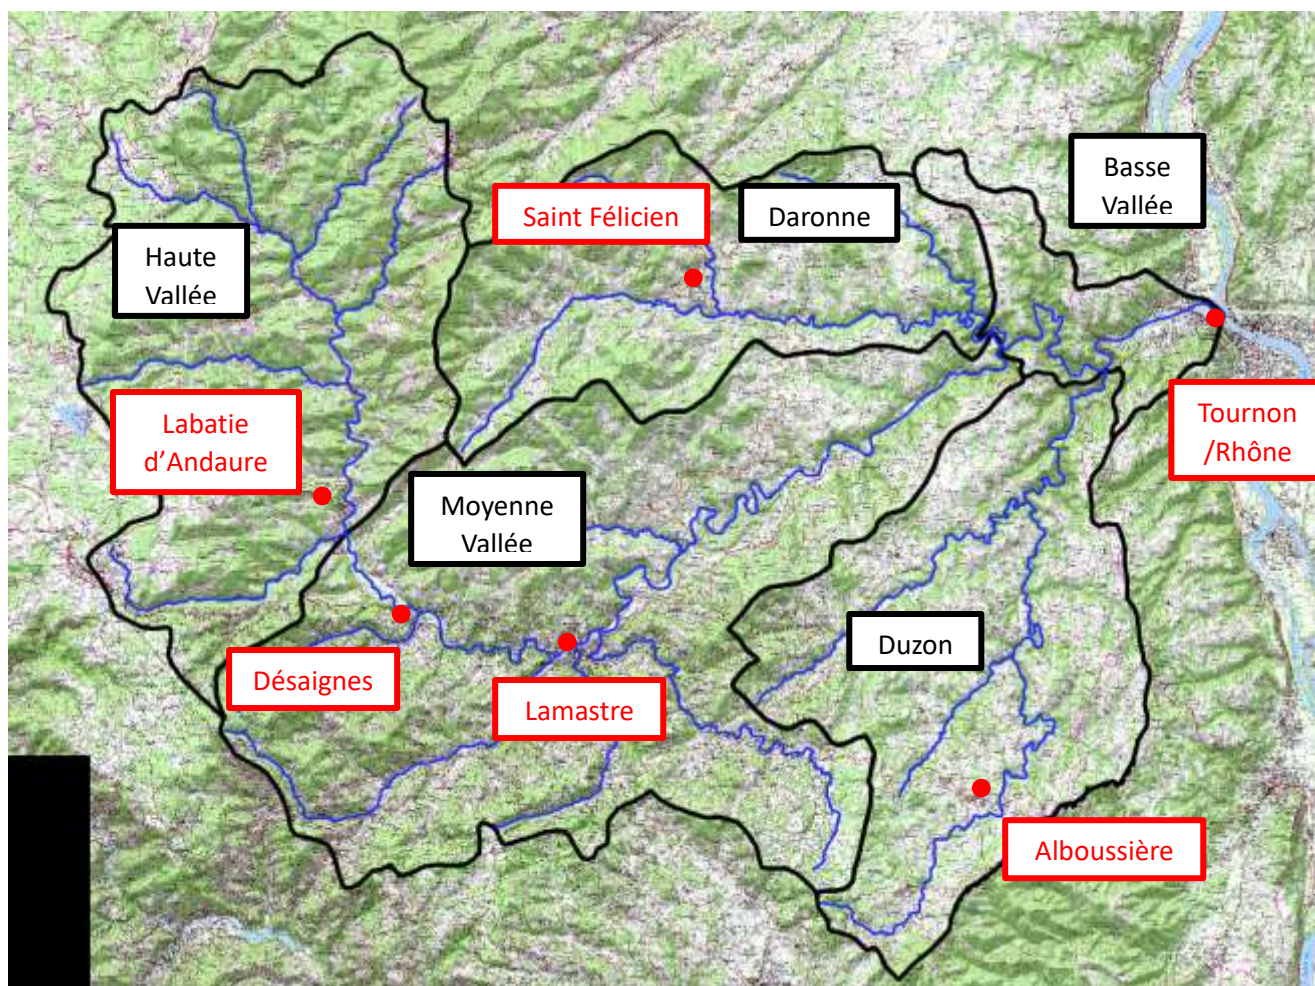 Basse
Vallée
Saint Félicien
Daronne
Haute
Vallée
Labatie
d'Andaure
Tournon
/Rhône
Moyenne
Vallée
Duzon
Désaignes
Lamastre
Alboussière